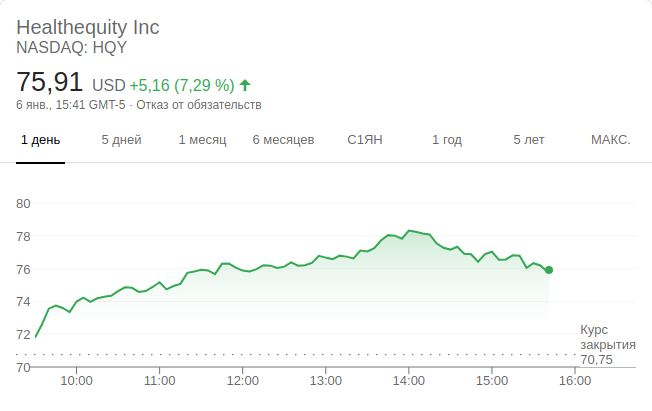 Healthequity Inc
NASDAQ: HQY
75,91 USD +5,16 (7,29 %)
6 янв., 15:41 GMT-5 · Отказ от обязательств
1 день 5 дней 1 месяц 6 месяцев С1ЯН 1 год 5 лет МАКС.
80
78
76
74
72
Курс
закрытия
70,75
70
10:00 11:00 12:00 13:00 14:00 15:00 16:00